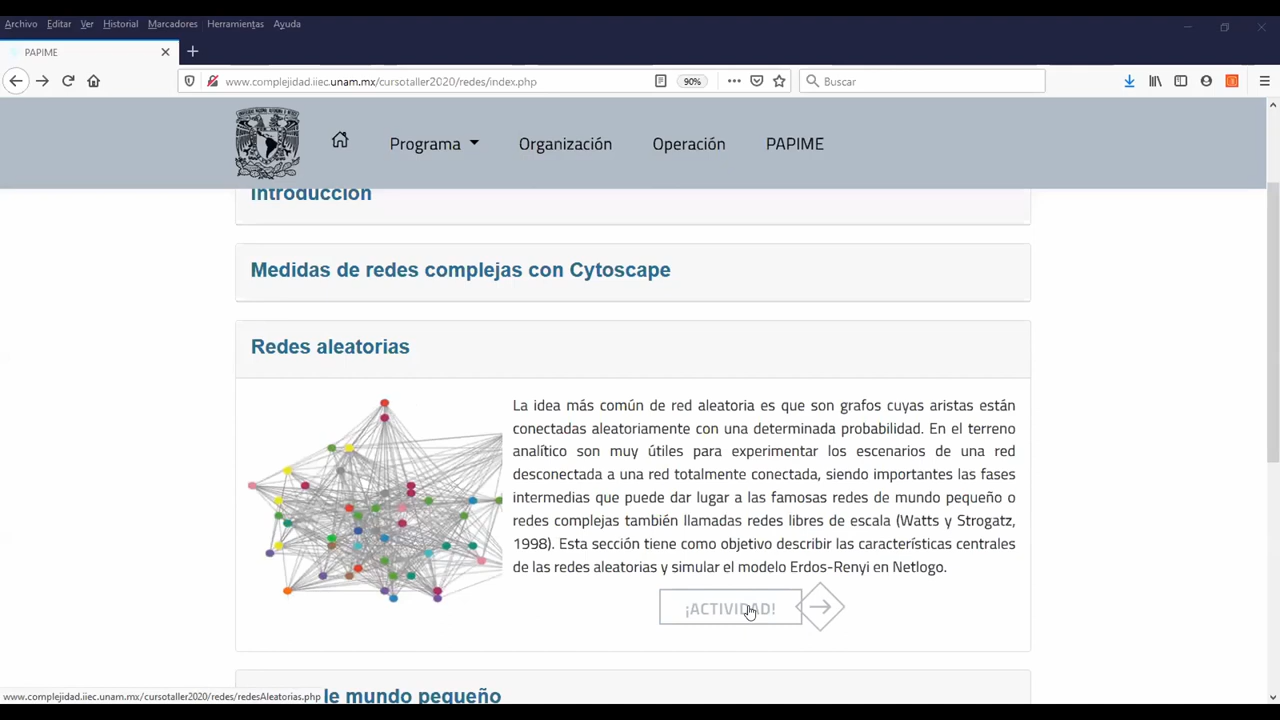 Archivo Editar Ver Historial Marcadores Herramientas Ayuda
PAPIME
www.complejidad.iiec.unam.mx/cursotaller2020/redes/index.php
90%
Buscar
Programa Organización Operación PAPIME
Introducción
Medidas de redes complejas con Cytoscape
Redes aleatorias
La idea más común de red aleatoria es que son grafos cuyas aristas están
conectadas aleatoriamente con una determinada probabilidad. En el terreno
analítico son muy útiles para experimentar los escenarios de una red
desconectada a una red totalmente conectada, siendo importantes las fases
intermedias que puede dar lugar a las famosas redes de mundo pequeño o
redes complejas también llamadas redes libres de escala (Watts y Strogatz,
1998). Esta sección tiene como objetivo describir las características centrales
de las redes aleatorias y simular el modelo Erdos-Renyi en Netlogo.
¡ACTIVIDAD!
le mundo pequeño
www.complejidad.iiec.unam.mx/cursotaller2020/redes/redesAleatorias.php